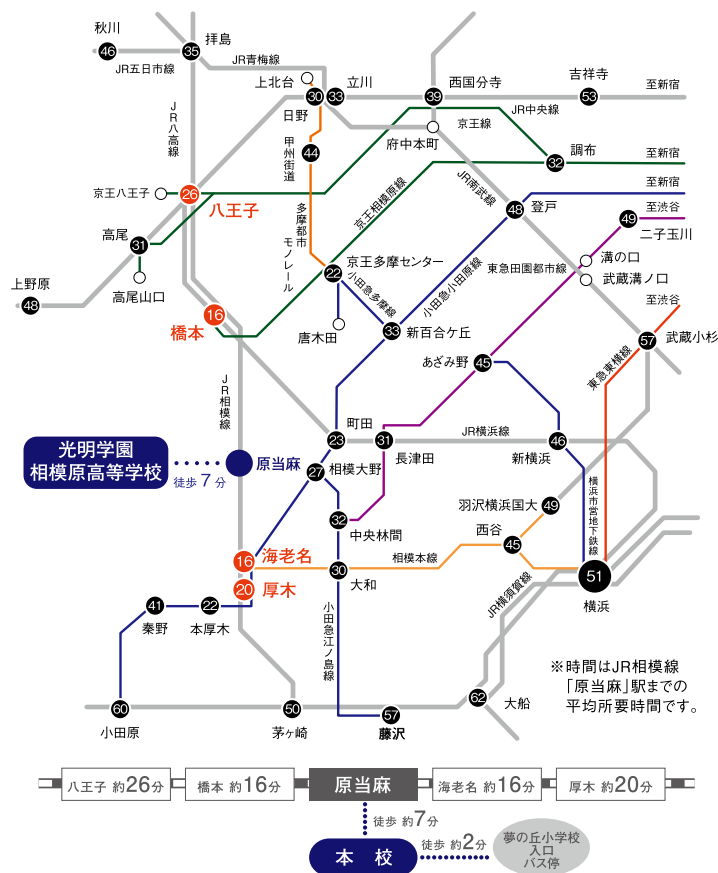 秋川
46
拝島
35
JR五日市線
JR青梅線
上北台
立川
30
33
日野
西国分寺
39
吉祥寺
53
至新宿
JR八高線
甲州街道
44
府中本町
京王線
JR中央線
調布
32
至新宿
京王八王子
26
八王子
多摩都市
モノレール
京王相模原線
JR南武線
至新宿
48
登戸
高尾
31
高尾山口
上野原
48
京王多摩センター
22
小田急多摩線
小田急小田原線
東急田園都市線
至渋谷
49
二子玉川
溝の口
武蔵溝ノ口
16
橋本
唐木田
33
新百合ケ丘
至渋谷
57
武蔵小杉
東急東横線
あざみ野
45
JR相模線
町田
23
31
長津田
JR横浜線
46
新横浜
光明学園
相模原高等学校
徒歩7分
原当麻
27
相模大野
32
中央林間
羽沢横浜国大
49
西谷
45
横浜市営地下鉄線
16
海老名
20
厚木
30
大和
相模本線
51
横浜
JR横須賀線
41
秦野
22
本厚木
小田急江ノ島線
60
小田原
50
茅ヶ崎
57
藤沢
62
大船
※時間はJR相模線
「原当麻」駅までの
平均所要時間です。
八王子 約26分
橋本 約16分
原当麻
海老名 約16分
厚木 約20分
徒歩 約7分
本 校
徒歩 約2分
夢の丘小学校
入口
バス停